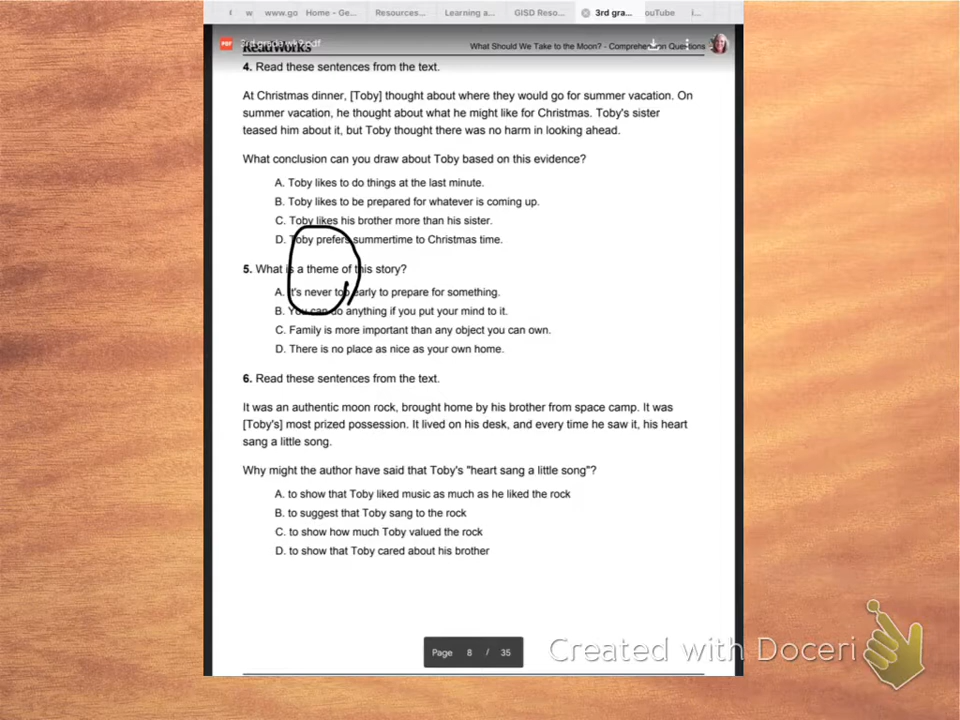 www.go Home - Ge... Resources... Learning a... GISD Reso... 3rd gra... ouTube
ReadWorks What Should We Take to the Moon? - Comprehension Questions
4. Read these sentences from the text.
At Christmas dinner, [Toby] thought about where they would go for summer vacation. On
summer vacation, he thought about what he might like for Christmas. Toby's sister
teased him about it, but Toby thought there was no harm in looking ahead.
What conclusion can you draw about Toby based on this evidence?
A. Toby likes to do things at the last minute.
B. Toby likes to be prepared for whatever is coming up.
C. Toby likes his brother more than his sister.
D. Toby prefers summertime to Christmas time.
5. What is a theme of this story?
A. It's never too early to prepare for something.
B. You can do anything if you put your mind to it.
C. Family is more important than any object you can own.
D. There is no place as nice as your own home.
6. Read these sentences from the text.
It was an authentic moon rock, brought home by his brother from space camp. It was
[Toby's] most prized possession. It lived on his desk, and every time he saw it, his heart
sang a little song.
Why might the author have said that Toby's "heart sang a little song"?
A. to show that Toby liked music as much as he liked the rock
B. to suggest that Toby sang to the rock
C. to show how much Toby valued the rock
D. to show that Toby cared about his brother
Page 8 / 35
Created with Doceri